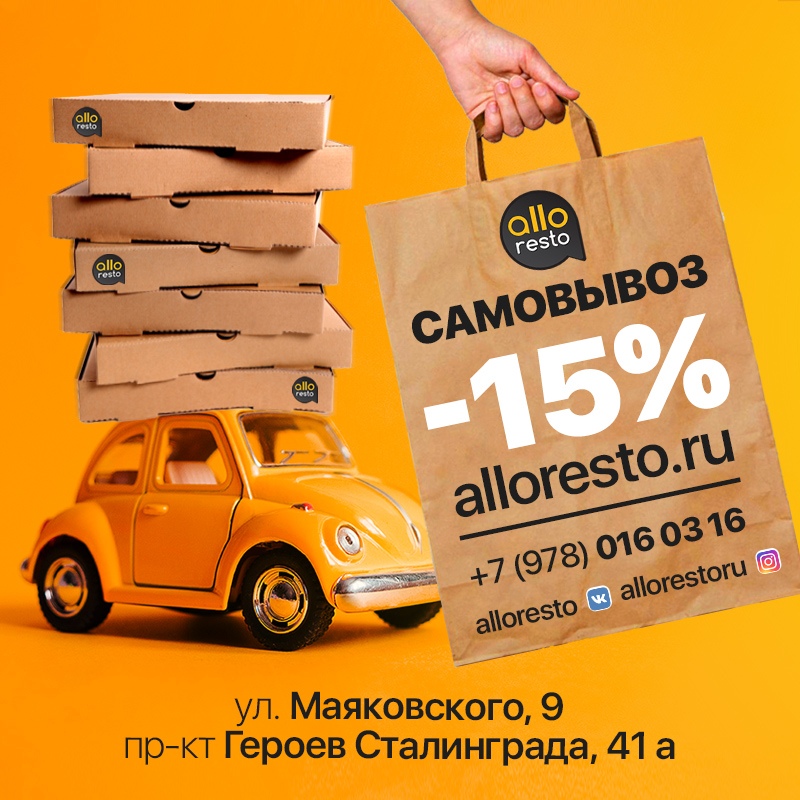 allo
resto
allo
resto
allo
resto
allo
resto
САМОВЫВОЗ
-15%
alloresto.ru
+7 (978) 016 03 16
alloresto allorestoru
ул. Маяковского, 9
пр-кт Героев Сталинграда, 41 а